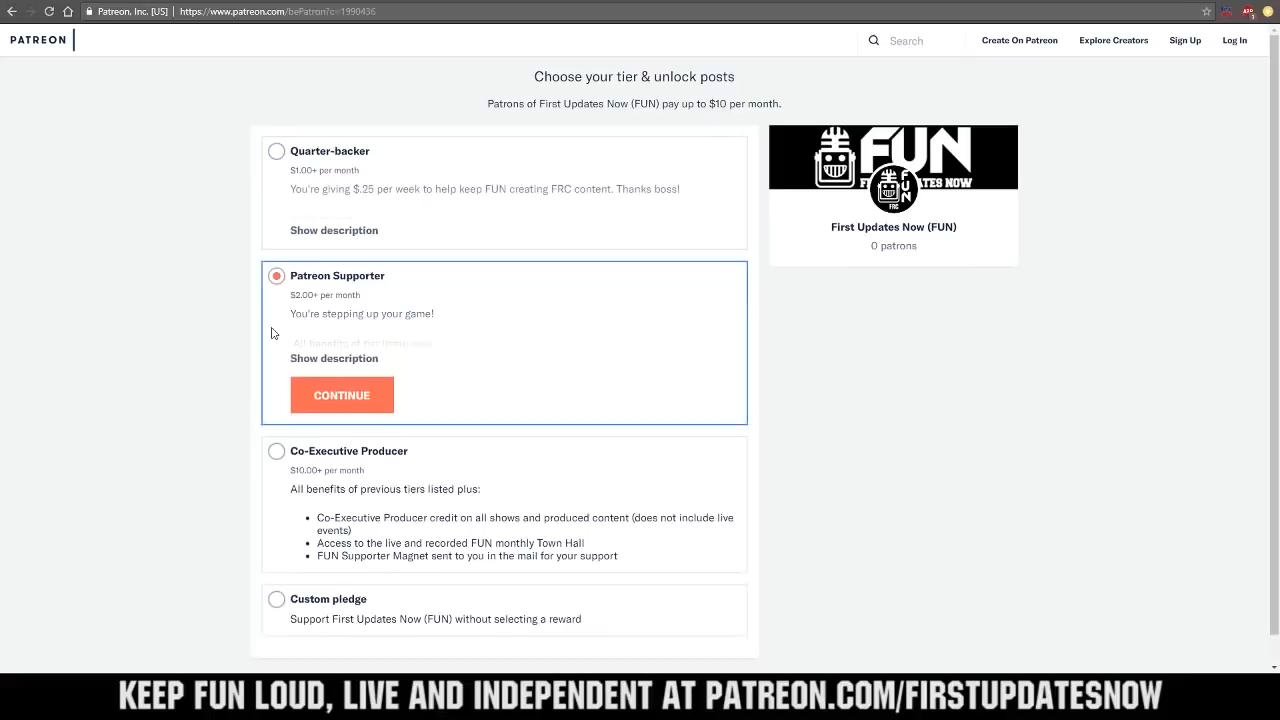 Patreon, Inc. [US] | https://www.patreon.com/bePatron?c=1990436
PATREON
Search
Create On Patreon
Explore Creators
Sign Up
Log In
Choose your tier & unlock posts
Patrons of First Updates Now (FUN) pay up to $10 per month.
Quarter-backer
$1.00+ per month
You're giving $.25 per week to help keep FUN creating FRC content. Thanks boss!
Show description
Patreon Supporter
$2.00+ per month
You're stepping up your game!
Show description
CONTINUE
Co-Executive Producer
$10.00+ per month
All benefits of previous tiers listed plus:
Co-Executive Producer credit on all shows and produced content (does not include live
events)
Access to the live and recorded FUN monthly Town Hall
FUN Supporter Magnet sent to you in the mail for your support
Custom pledge
Support First Updates Now (FUN) without selecting a reward
FUN
FUN
FRC
First Updates Now (FUN)
0 patrons
KEEP FUN LOUD, LIVE AND INDEPENDENT AT PATREON.COM/FIRSTUPDATESNOW